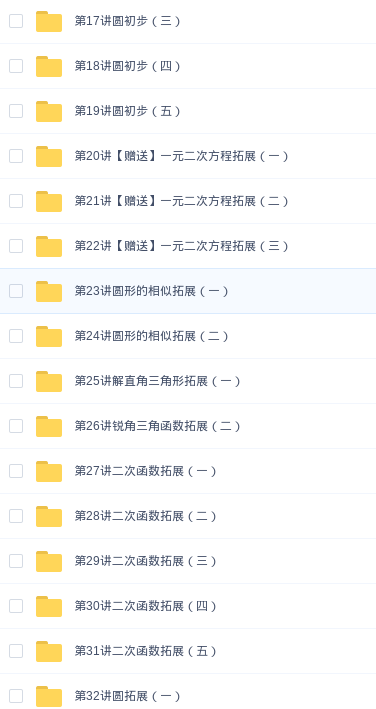 第17讲圆初步（三）
第18讲圆初步（四）
第19讲圆初步（五）
第20讲【赠送】一元二次方程拓展（一）
第21讲【赠送】一元二次方程拓展（二）
第22讲【赠送】一元二次方程拓展（三）
第23讲圆形的相似拓展（一）
第24讲圆形的相似拓展（二）
第25讲解直角三角形拓展（一）
第26讲锐角三角函数拓展（二）
第27讲二次函数拓展（一）
第28讲二次函数拓展（二）
第29讲二次函数拓展（三）
第30讲二次函数拓展（四）
第31讲二次函数拓展（五）
第32讲圆拓展（一）